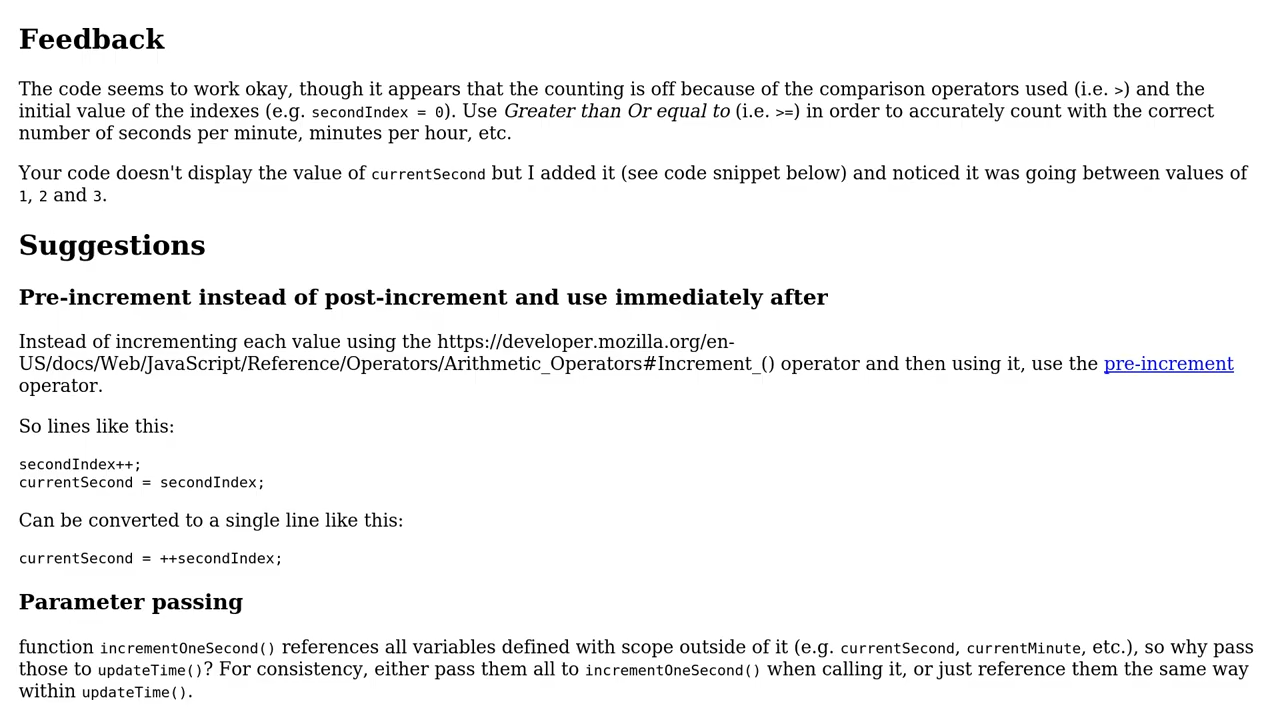 Feedback
The code seems to work okay, though it appears that the counting is off because of the comparison operators used (i.e. >) and the
initial value of the indexes (e.g. secondIndex = 0). Use Greater than Or equal to (i.e. >=) in order to accurately count with the correct
number of seconds per minute, minutes per hour, etc.
Your code doesn't display the value of currentSecond but I added it (see code snippet below) and noticed it was going between values of
1, 2 and 3.
Suggestions
Pre-increment instead of post-increment and use immediately after
Instead of incrementing each value using the https://developer.mozilla.org/en-
US/docs/Web/JavaScript/Reference/Operators/Arithmetic_Operators#Increment_() operator and then using it, use the pre-increment
operator.
So lines like this:
secondIndex++;
currentSecond = secondIndex;
Can be converted to a single line like this:
currentSecond = ++secondIndex;
Parameter passing
function incrementOneSecond() references all variables defined with scope outside of it (e.g. currentSecond, currentMinute, etc.), so why pass
those to updateTime()? For consistency, either pass them all to incrementOneSecond() when calling it, or just reference them the same way
within updateTime().